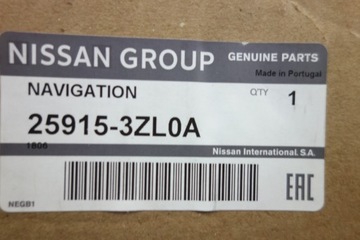 NISSAN GROUP GENUINE PARTS
Made in Portugal
NAVIGATION QTY 1
25915-3ZL0A
1806
Nissan International. S.A.
EAC
NEGB1